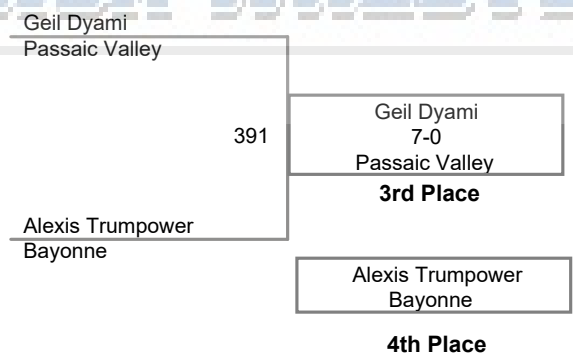 Geil Dyami
Passaic Valley
391
Geil Dyami
7-0
Passaic Valley
3rd Place
Alexis Trumpower
Bayonne
Alexis Trumpower
Bayonne
4th Place